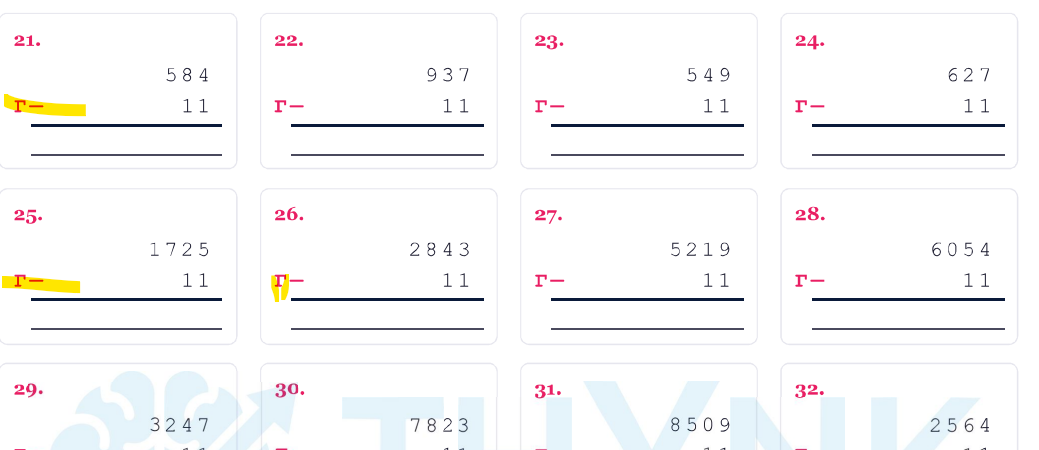 21.
584
Γ— 11
22.
937
Γ— 11
23.
549
Γ— 11
24.
627
Γ— 11
25.
1725
Γ— 11
26.
2843
Γ— 11
27.
5219
Γ— 11
28.
6054
Γ— 11
29.
3247
30.
7823
31.
8509
32.
2564
THYNK